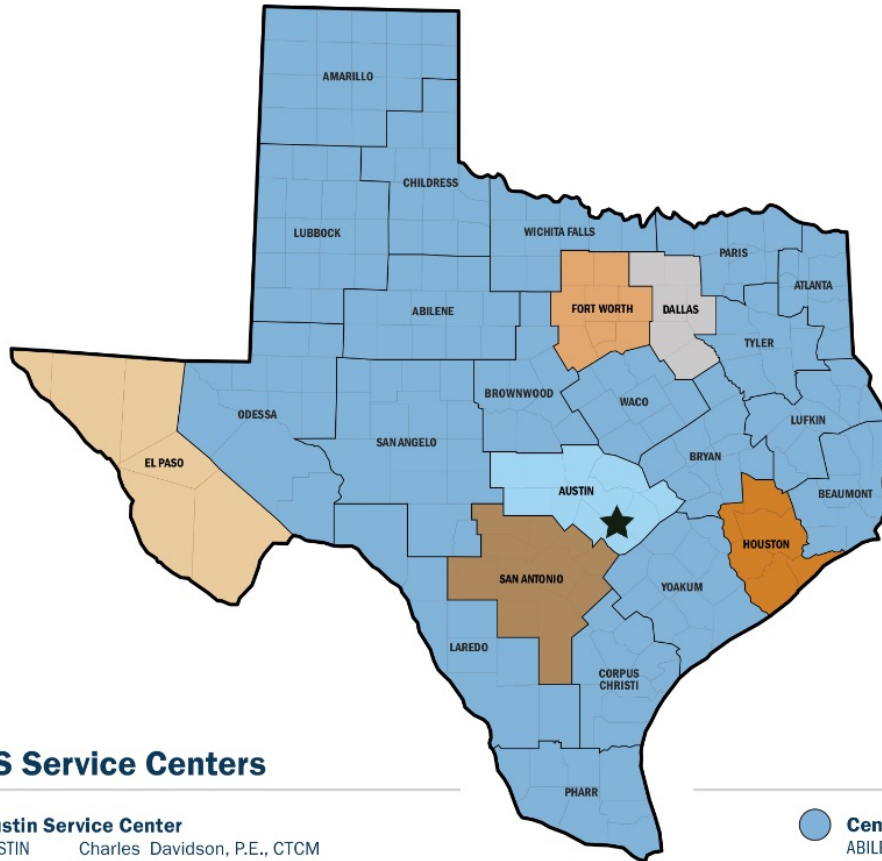 AMARILLO
CHILDRESS
LUBBOCK
WICHITA FALLS
PARIS
ATLANTA
FORT WORTH
DALLAS
ABILENE
TYLER
BROWNWOOD
WACO
ODESSA
LUFKIN
SAN ANGELO
BRYAN
EL PASO
AUSTIN
BEAUMONT
HOUSTON
SAN ANTONIO
YOAKUM
LAREDO
CORPUS
CHRISTI
PHARR
S Service Centers
ustin Service Center
STIN Charles Davidson, P.E., CTCM
Cen
ABILE